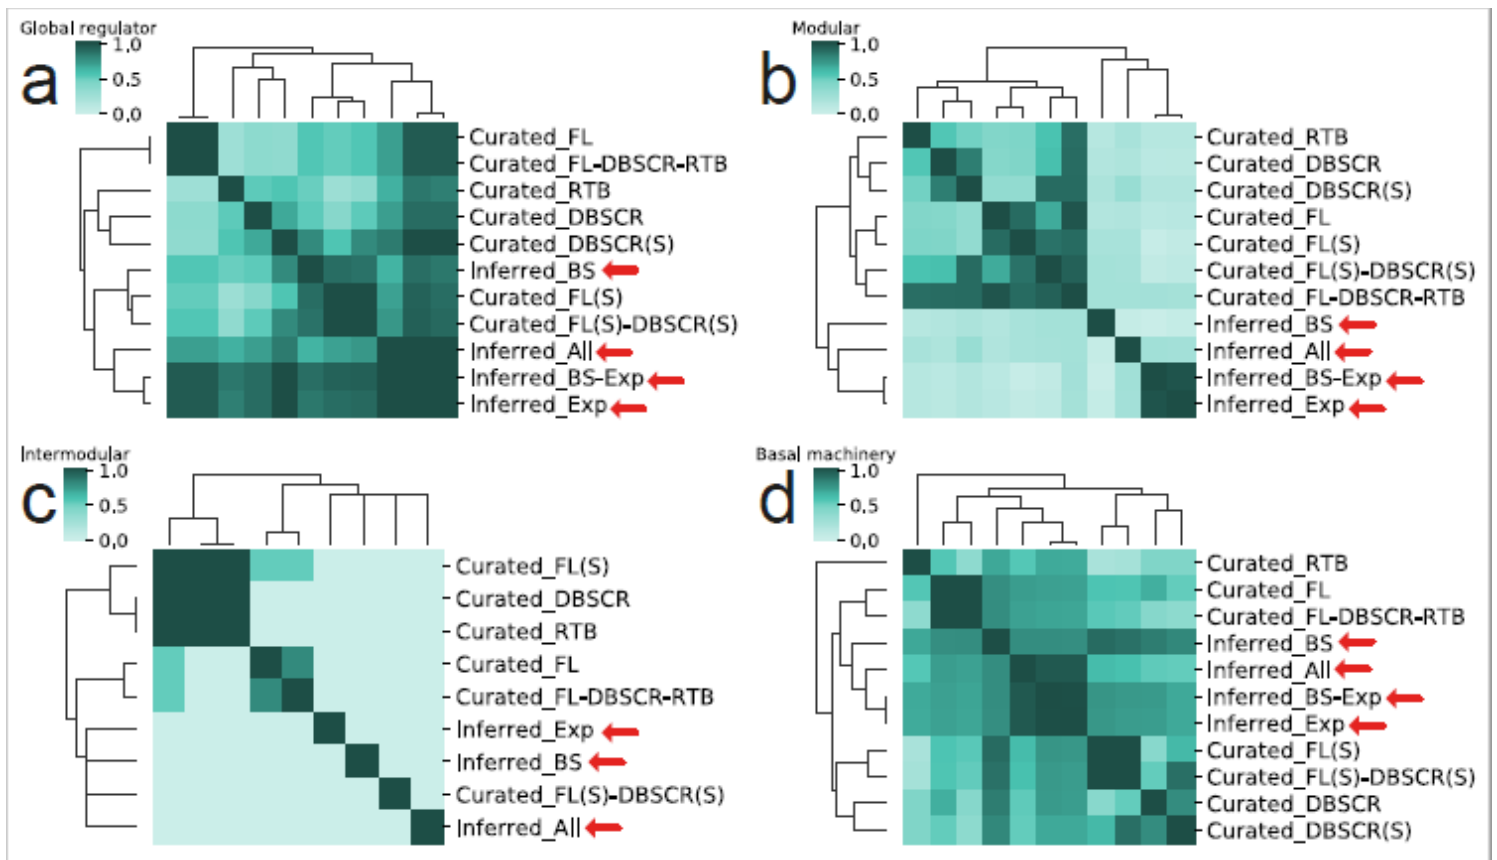 Global regulator
a
1.0
0.5
0.0
Curated_FL
Curated_FL-DBSCR-RTB
Curated_RTB
Curated_DBSCR
Curated_DBSCR(S)
Inferred_BS
Curated_FL(S)
Curated_FL(S)-DBSCR(S)
Inferred_All
Inferred_BS-Exp
Inferred_Exp
Modular
b
1.0
0.5
0.0
Curated_RTB
Curated_DBSCR
Curated_DBSCR(S)
Curated_FL
Curated_FL(S)
Curated_FL(S)-DBSCR(S)
Curated_FL-DBSCR-RTB
Inferred_BS
Inferred_All
Inferred_BS-Exp
Inferred_Exp
Intermodular
c
1.0
0.5
0.0
Curated_FL(S)
Curated_DBSCR
Curated_RTB
Curated_FL
Curated_FL-DBSCR-RTB
Inferred_Exp
Inferred_BS
Curated_FL(S)-DBSCR(S)
Inferred_All
Basal machinery
d
1.0
0.5
0.0
Curated_RTB
Curated_FL
Curated_FL-DBSCR-RTB
Inferred_BS
Inferred_All
Inferred_BS-Exp
Inferred_Exp
Curated_FL(S)
Curated_FL(S)-DBSCR(S)
Curated_DBSCR
Curated_DBSCR(S)